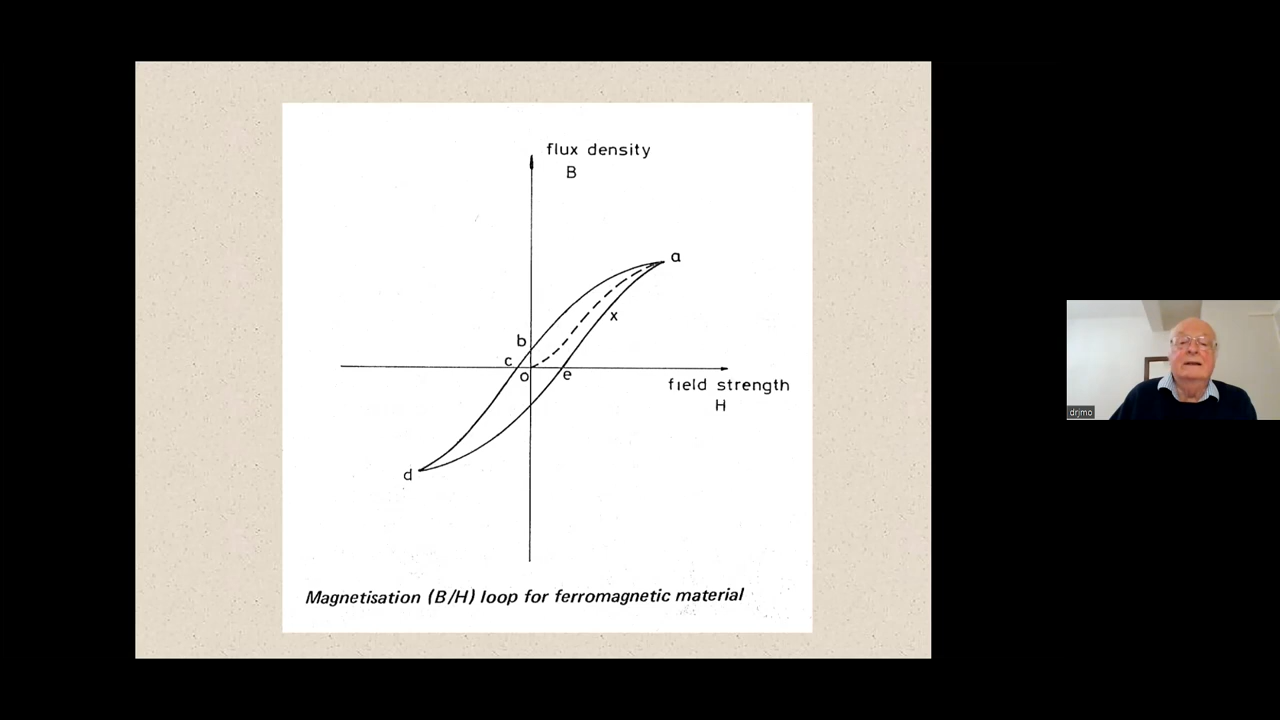 flux density
B
a
x
b
c
o
e
field strength
H
d
Magnetisation (B/H) loop for ferromagnetic material
drjmo